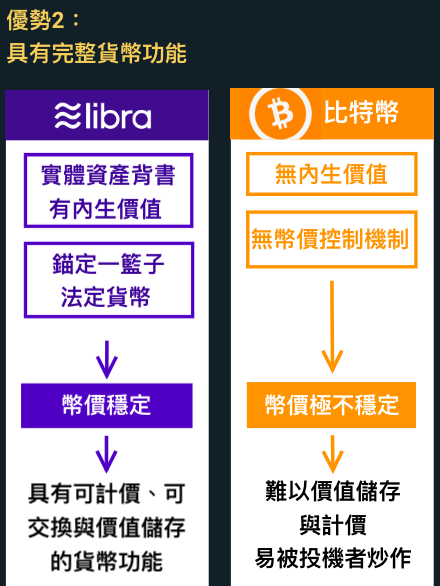 優勢2：
具有完整貨幣功能
libra
實體資產背書
有內生價值
錨定一籃子
法定貨幣
幣價穩定
具有可計價、可
交換與價值儲存
的貨幣功能
比特幣
無內生價值
無幣價控制機制
幣價極不穩定
難以價值儲存
與計價
易被投機者炒作